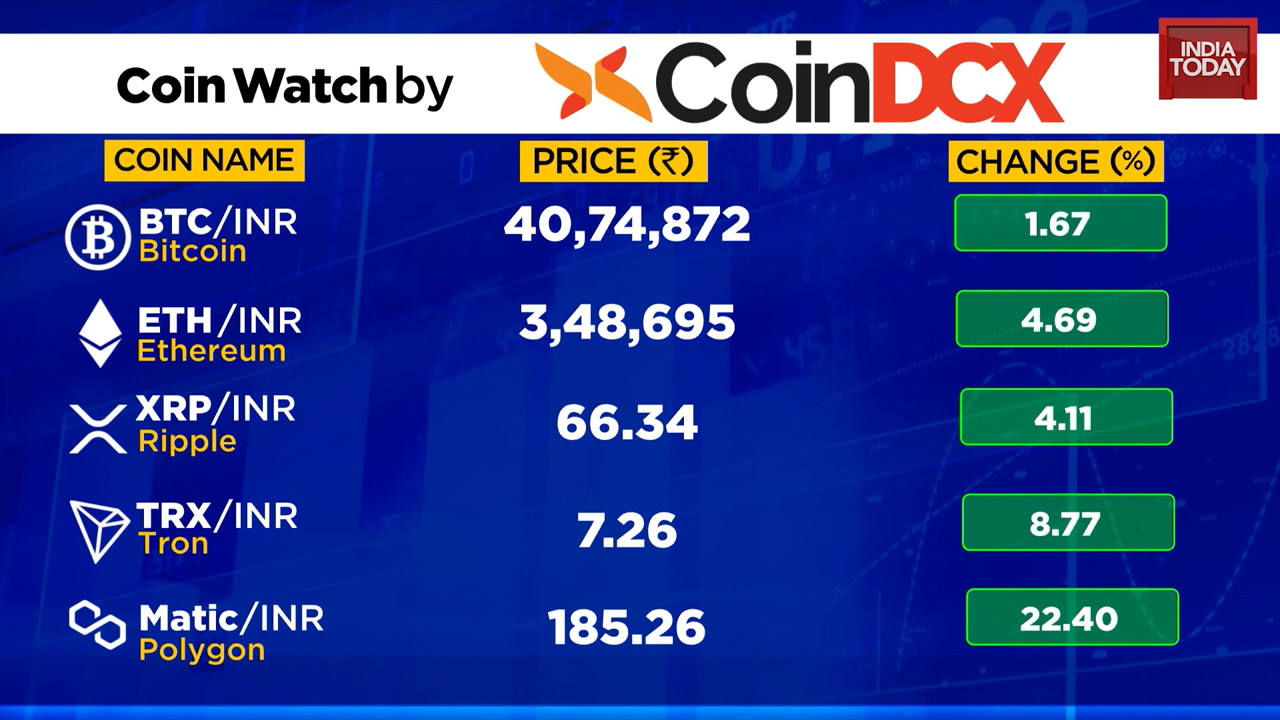 Coin Watch by CoinDCX
INDIA
TODAY
COIN NAME PRICE (₹) CHANGE (%)
BTC/INR 40,74,872 1.67
Bitcoin
ETH/INR 3,48,695 4.69
Ethereum
XRP/INR 66.34 4.11
Ripple
TRX/INR 7.26 8.77
Tron
Matic/INR 185.26 22.40
Polygon